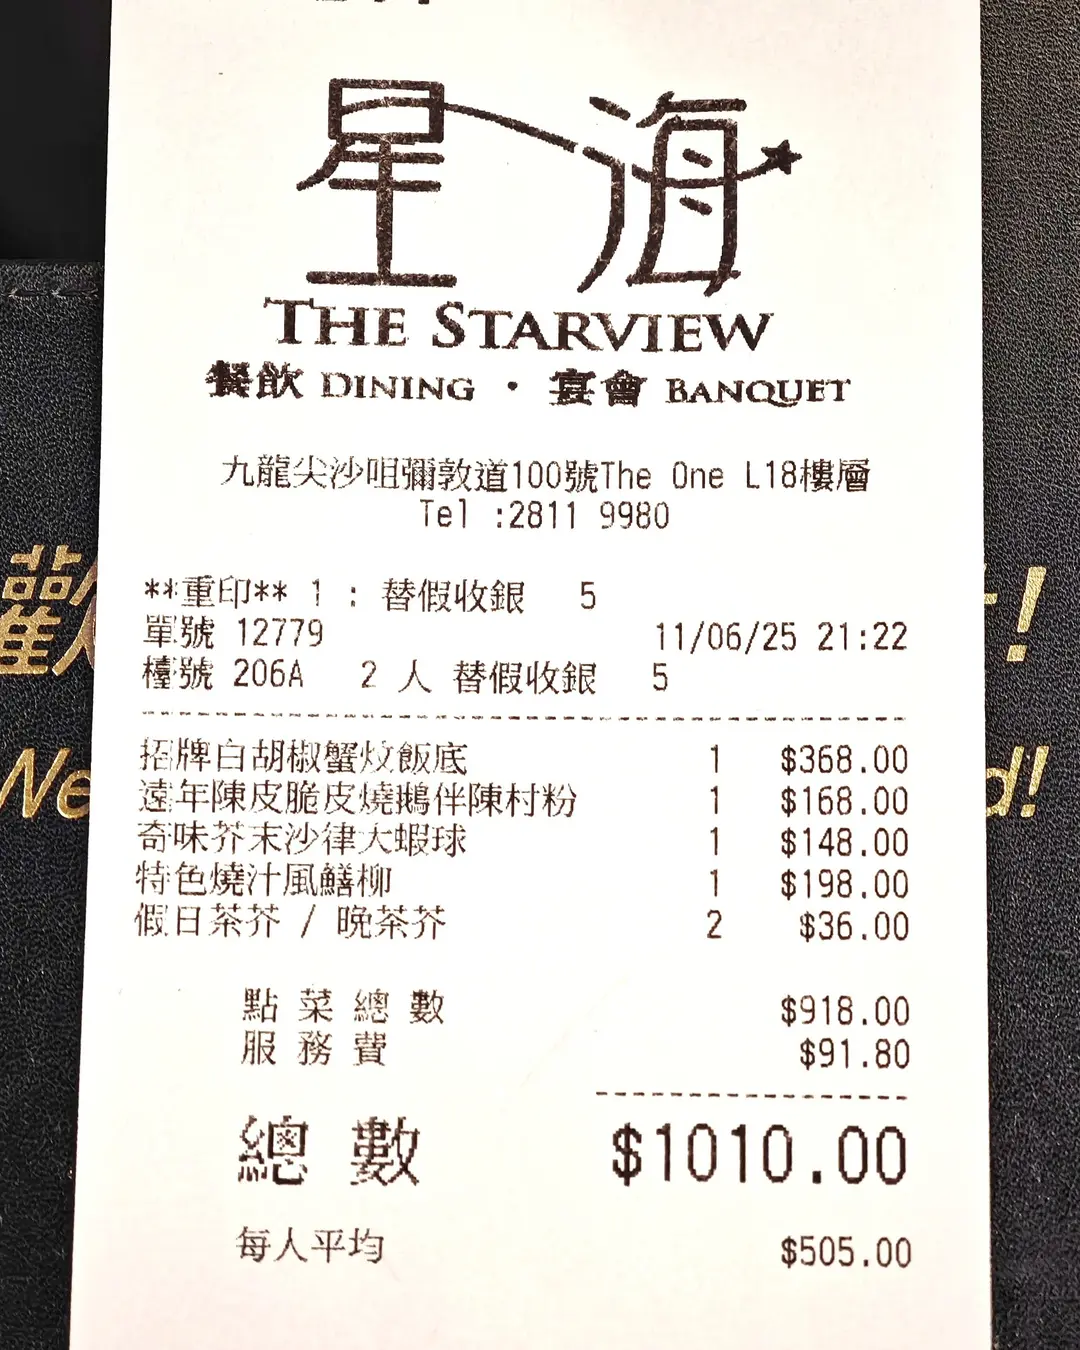 星海
THE STARVIEW
餐飲 DINING · 宴會 BANQUET
九龍尖沙咀彌敦道100號The One L18樓層
Tel :2811 9980
**重印** 1 : 替假收銀 5
單號 12779 11/06/25 21:22
檯號 206A 2 人 替假收銀 5
招牌白胡椒蟹炆飯底 1 $368.00
遠年陳皮脆皮燒鵝伴陳村粉 1 $168.00
奇味芥末沙律大蝦球 1 $148.00
特色燒汁風鱔柳 1 $198.00
假日茶芥 / 晚茶芥 2 $36.00
點菜總數 $918.00
服務費 $91.80
總數 $1010.00
每人平均 $505.00
歡
!
Ne
d!